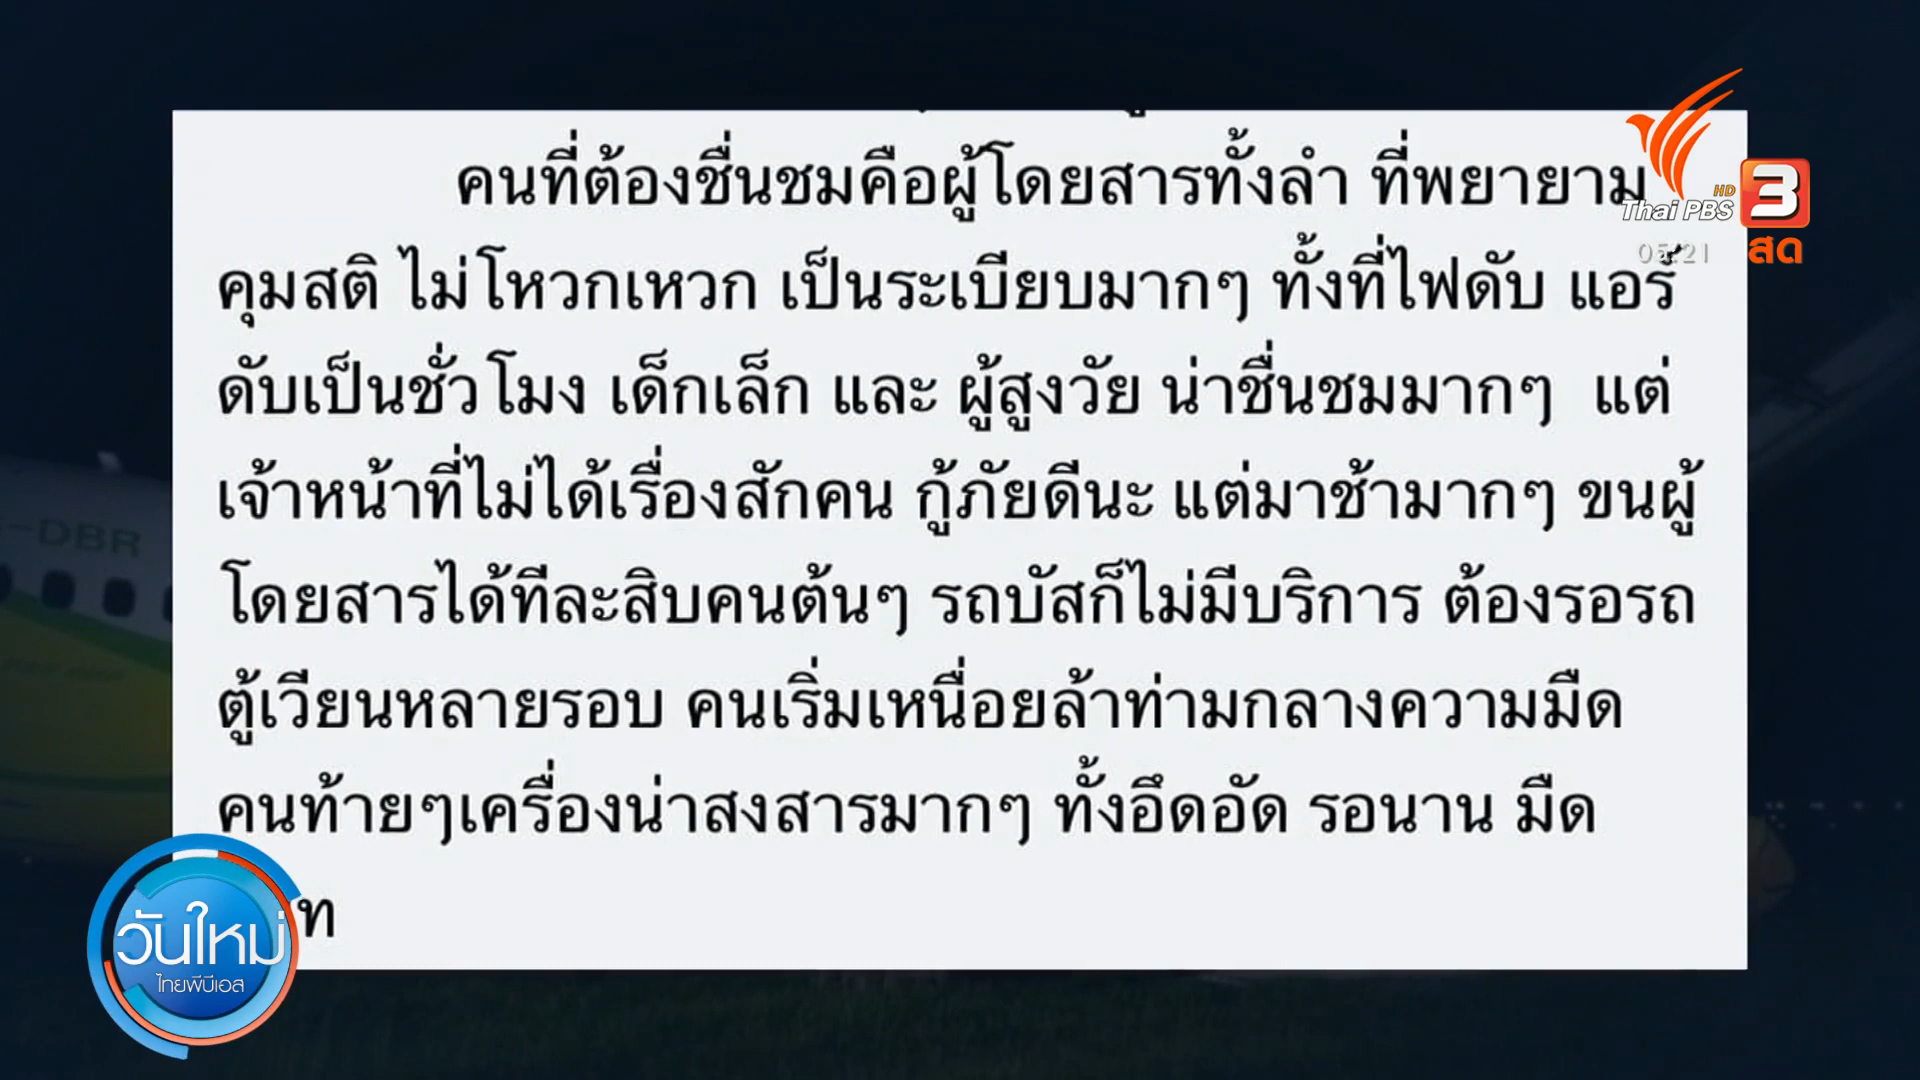 คนที่ต้องชื่นชมคือผู้โดยสารทั้งลำ ที่พยายาม
คุมสติ ไม่โหวกเหวก เป็นระเบียบมากๆ ทั้งที่ไฟดับ แอร์
ดับเป็นชั่วโมง เด็กเล็ก และ ผู้สูงวัย น่าชื่นชมมากๆ แต่
เจ้าหน้าที่ไม่ได้เรื่องสักคน กู้ภัยดีนะ แต่มาช้ามากๆ ขนผู้
โดยสารได้ทีละสิบคนต้นๆ รถบัสก็ไม่มีบริการ ต้องรอรถ
ตู้เวียนหลายรอบ คนเริ่มเหนื่อยล้าท่ามกลางความมืด
คนท้ายๆเครื่องน่าสงสารมากๆ ทั้งอึดอัด รอนาน มืด
HD
Thai PBS 3
05:21 สด
-DBR
วันใหม่
ไทยพีบีเอส